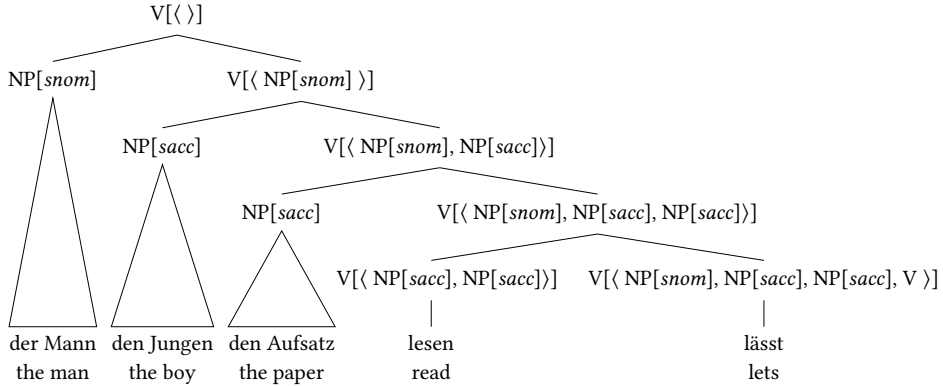 V[⟨ ⟩]
NP[snom] V[⟨ NP[snom] ⟩]
NP[sacc] V[⟨ NP[snom], NP[sacc]⟩]
NP[sacc] V[⟨ NP[snom], NP[sacc], NP[sacc]⟩]
V[⟨ NP[sacc], NP[sacc]⟩] V[⟨ NP[snom], NP[sacc], NP[sacc], V ⟩]
der Mann den Jungen den Aufsatz lesen lässt
the man the boy the paper read lets